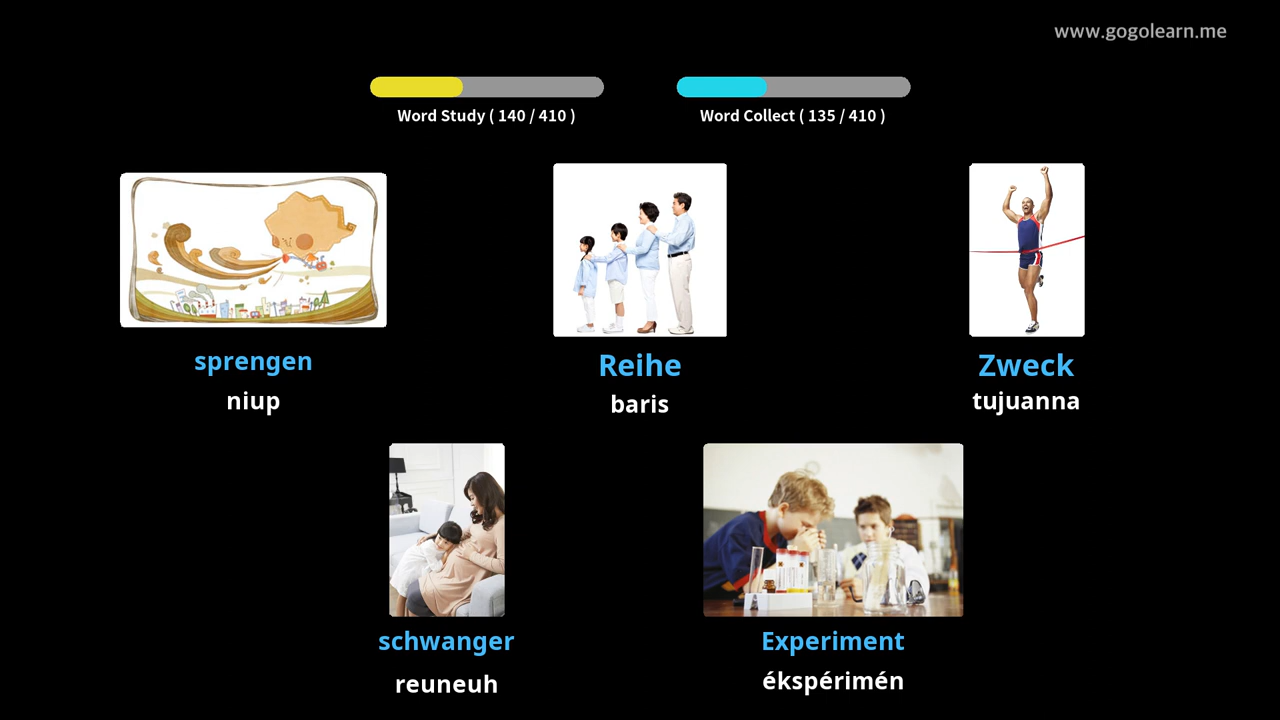 www.gogolearn.me
Word Study ( 140 / 410 )
Word Collect ( 135 / 410 )
sprengen
niup
Reihe
baris
Zweck
tujuanna
schwanger
reuneuh
Experiment
ékspérimén